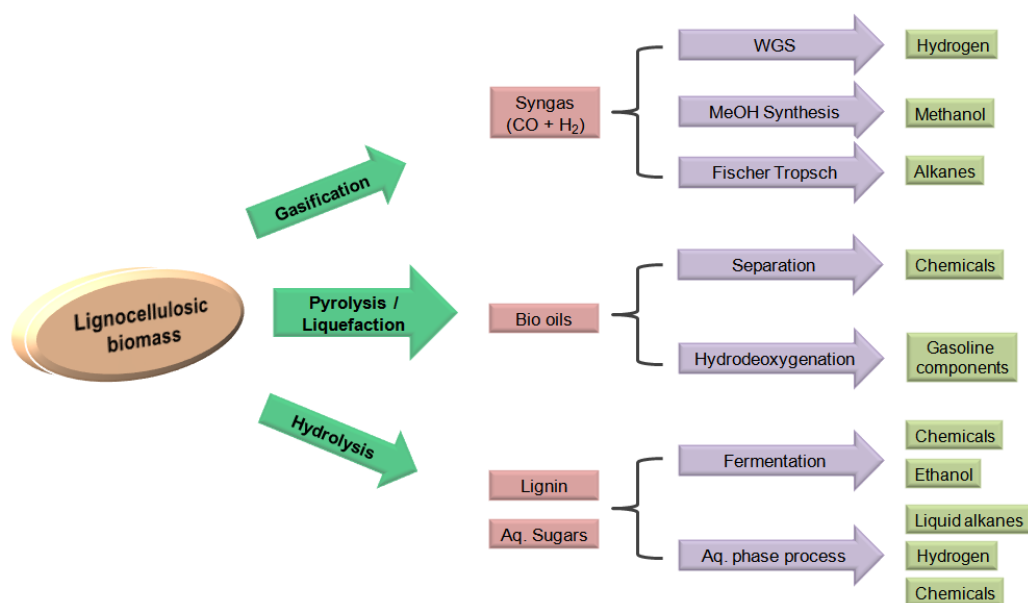 Lignocellulosic
biomass
Gasification
Pyrolysis /
Liquefaction
Hydrolysis
Syngas
(CO + H₂)
WGS
Hydrogen
MeOH Synthesis
Methanol
Fischer Tropsch
Alkanes
Bio oils
Separation
Chemicals
Hydrodeoxygenation
Gasoline
components
Lignin
Aq. Sugars
Fermentation
Chemicals
Ethanol
Aq. phase process
Liquid alkanes
Hydrogen
Chemicals